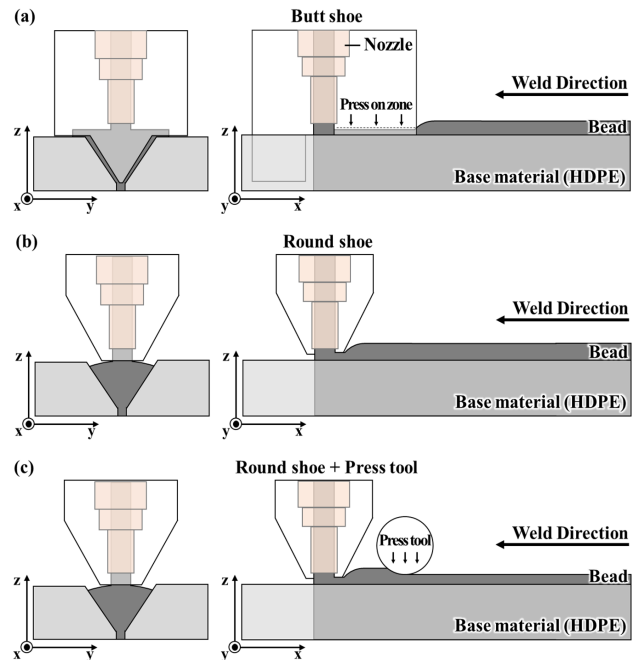 (a)
Butt shoe
Nozzle
Weld Direction
Press on zone
z
z
Bead
Base material (HDPE)
x
y
y
x
(b)
Round shoe
Weld Direction
z
z
Bead
Base material (HDPE)
x
y
y
x
(c)
Round shoe + Press tool
Weld Direction
Press tool
z
z
Bead
Base material (HDPE)
x
y
y
x